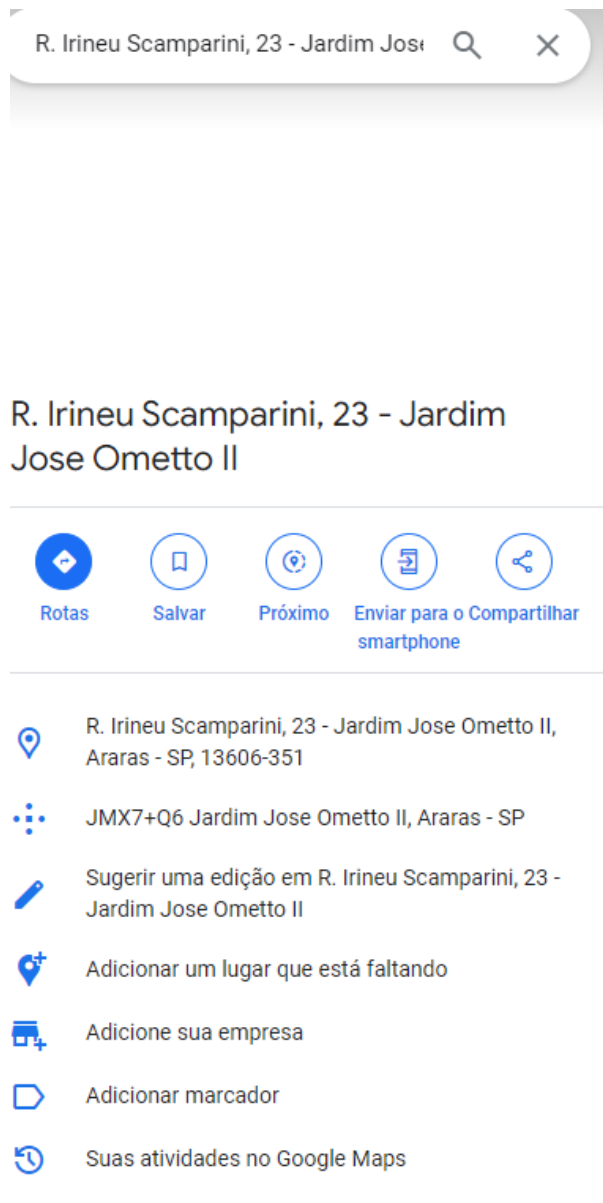 R. Irineu Scamparini, 23 - Jardim Jose
R. Irineu Scamparini, 23 - Jardim
Jose Ometto II
Rotas
Salvar
Próximo
Enviar para o
smartphone
Compartilhar
R. Irineu Scamparini, 23 - Jardim Jose Ometto II,
Araras - SP, 13606-351
JMX7+Q6 Jardim Jose Ometto II, Araras - SP
Sugerir uma edição em R. Irineu Scamparini, 23 -
Jardim Jose Ometto II
Adicionar um lugar que está faltando
Adicione sua empresa
Adicionar marcador
Suas atividades no Google Maps